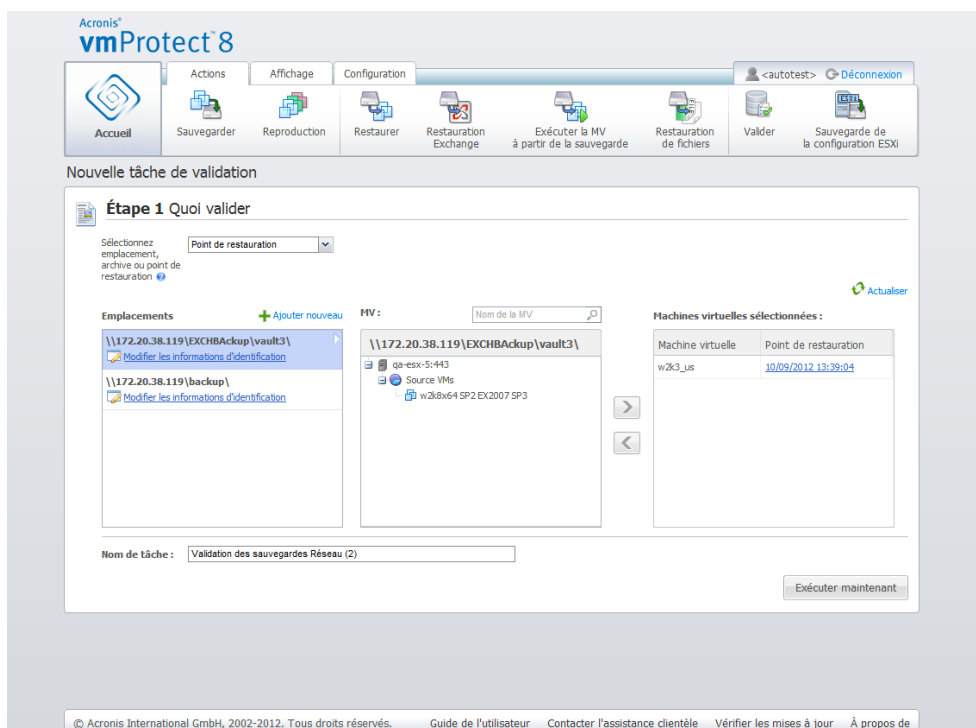 Acronis®
vmProtect™8
Actions
Affichage
Configuration
<autotest>
Déconnexion
Accueil
Sauvegarder
Reproduction
Restaurer
Restauration
Exchange
Exécuter la MV
à partir de la sauvegarde
Restauration
de fichiers
Valider
ESXi
Sauvegarde de
la configuration ESXi
Nouvelle tâche de validation
Étape 1 Quoi valider
Sélectionnez
emplacement,
archive ou point de
restauration
Point de restauration
Actualiser
Emplacements
Ajouter nouveau
\\172.20.38.119\EXCHBAckup\vault3\
Modifier les informations d'identification
\\172.20.38.119\backup\
Modifier les informations d'identification
MV :
Nom de la MV
\\172.20.38.119\EXCHBAckup\vault3\
qa-esx-5:443
Source VMs
w2k8x64 SP2 EX2007 SP3
Machines virtuelles sélectionnées :
Machine virtuelle Point de restauration
w2k3_us 10/09/2012 13:39:04
Nom de tâche : Validation des sauvegardes Réseau (2)
Exécuter maintenant
© Acronis International GmbH, 2002-2012. Tous droits réservés.
Guide de l'utilisateur Contacter l'assistance clientèle Vérifier les mises à jour À propos de